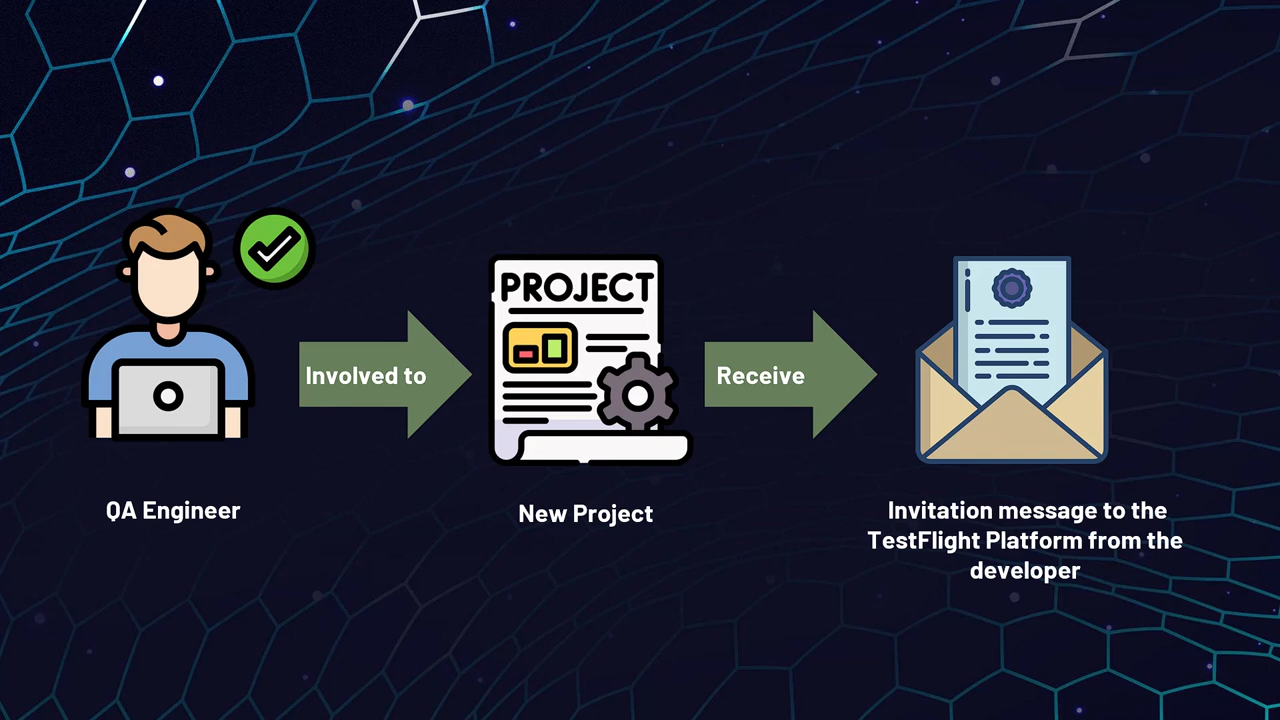 PROJECT
Involved to
Receive
QA Engineer
New Project
Invitation message to the
TestFlight Platform from the
developer